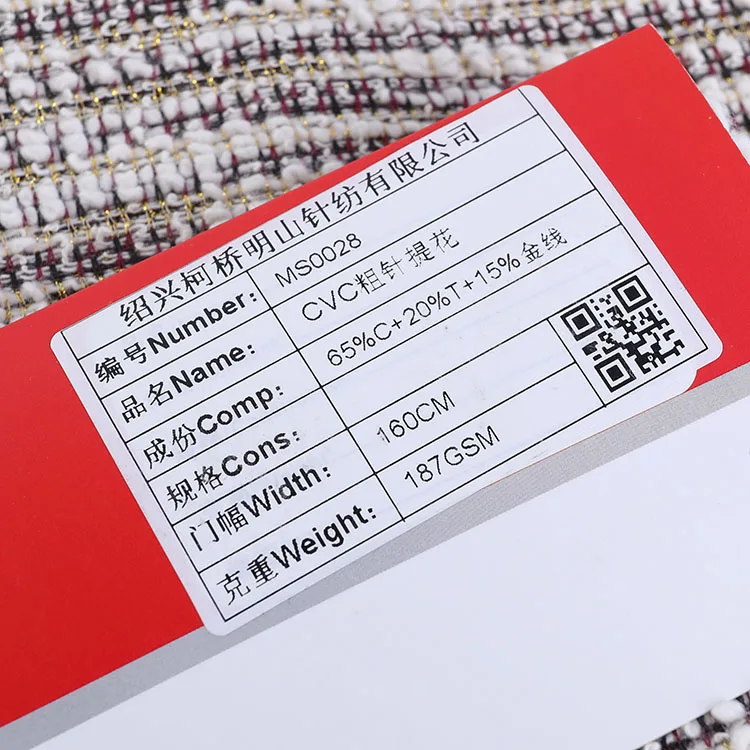 绍兴柯桥明山针纺有限公司
编号Number: MS0028
品名Name: CVC粗针提花
成份Comp: 65%C+20%T+15%金线
规格Cons:
门幅Width: 160CM
克重Weight: 187GSM